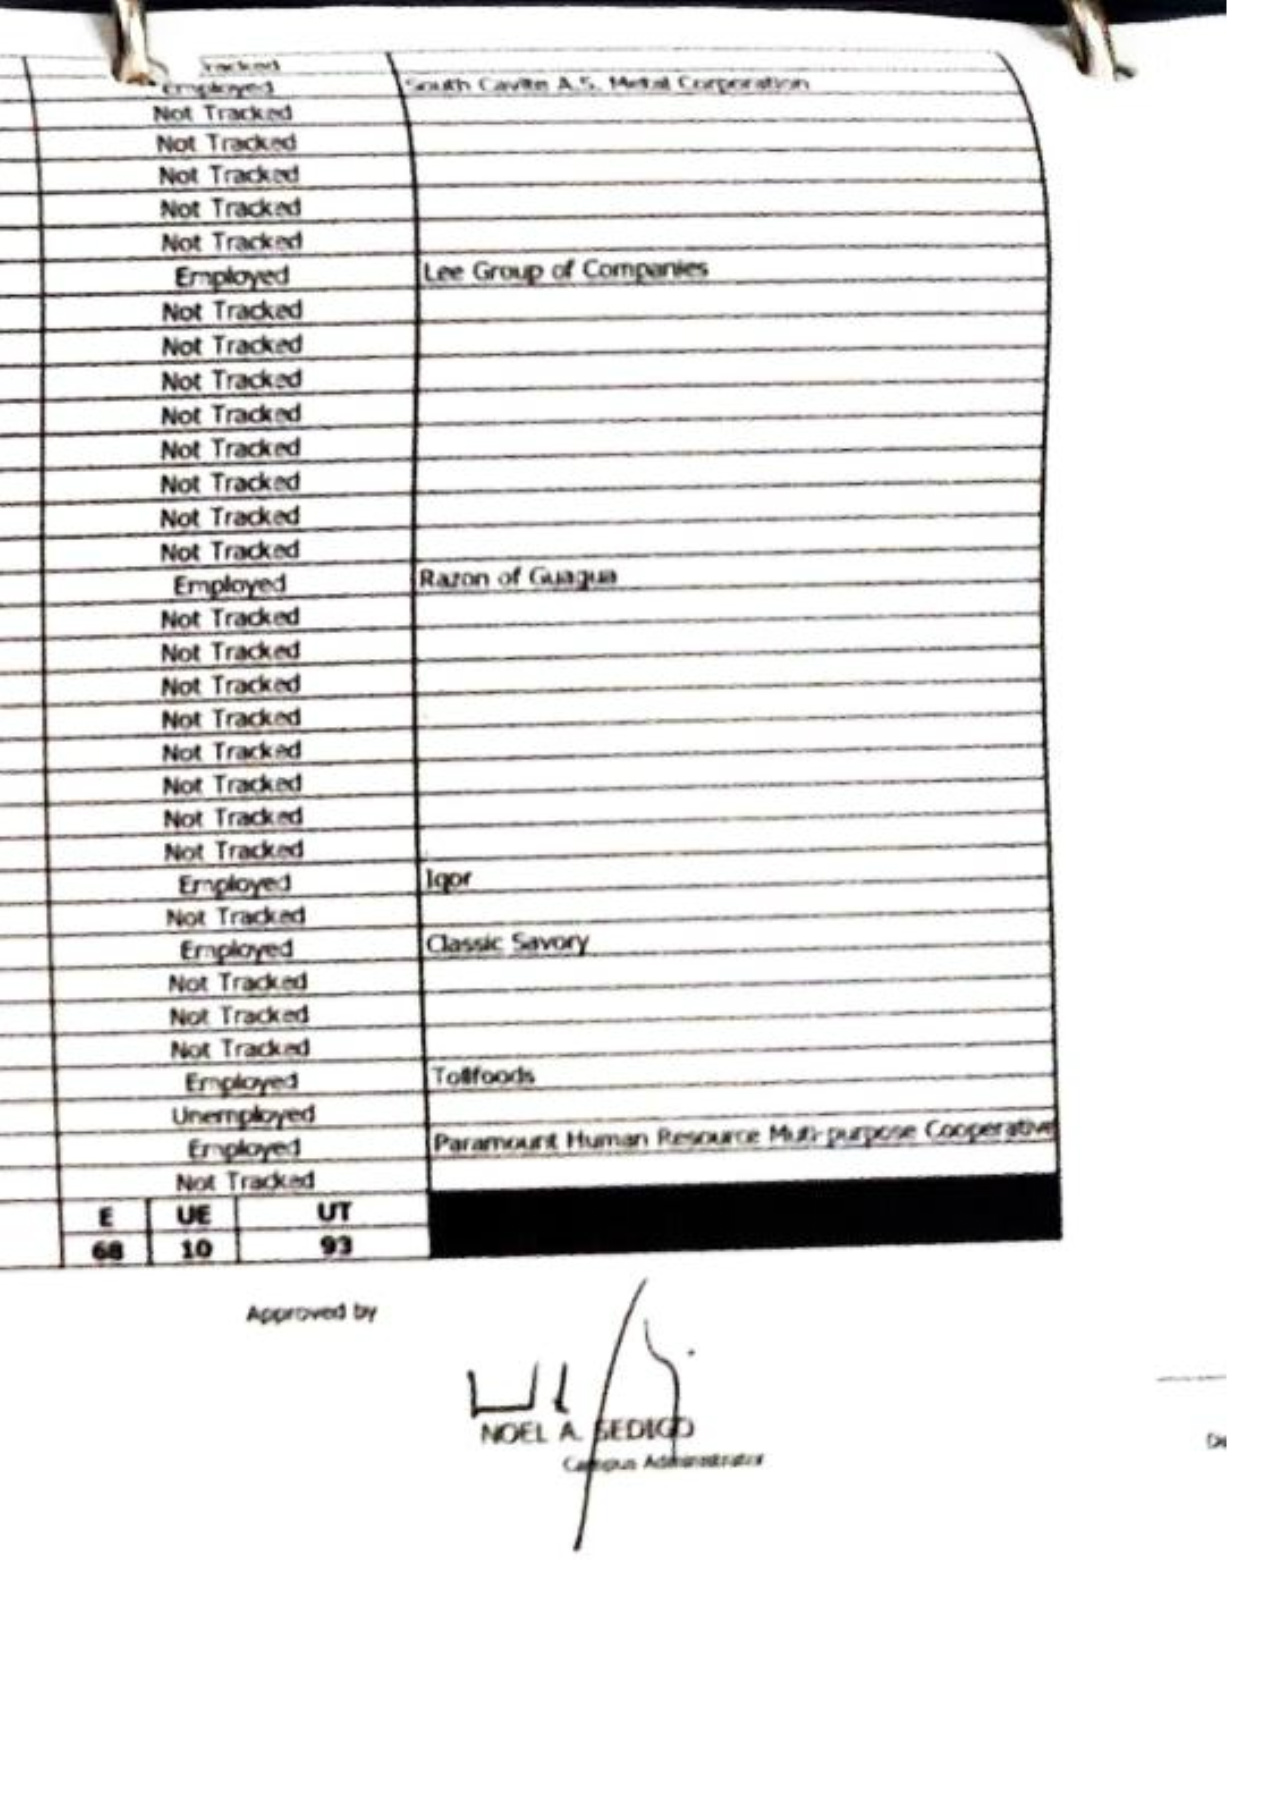 Tracked
Employed South Cavite A.S. Metal Corporation
Not Tracked
Not Tracked
Not Tracked
Not Tracked
Not Tracked
Employed Lee Group of Companies
Not Tracked
Not Tracked
Not Tracked
Not Tracked
Not Tracked
Not Tracked
Not Tracked
Not Tracked
Employed Razon of Guagua
Not Tracked
Not Tracked
Not Tracked
Not Tracked
Not Tracked
Not Tracked
Not Tracked
Not Tracked
Employed Iqor
Not Tracked
Employed Classic Savory
Not Tracked
Not Tracked
Not Tracked
Employed Tollfoods
Unemployed
Employed Paramount Human Resource Muti-purpose Cooperative
Not Tracked
E UE UT
68 10 93
Approved by
NOEL A. SEDIGO
Campus Administrator